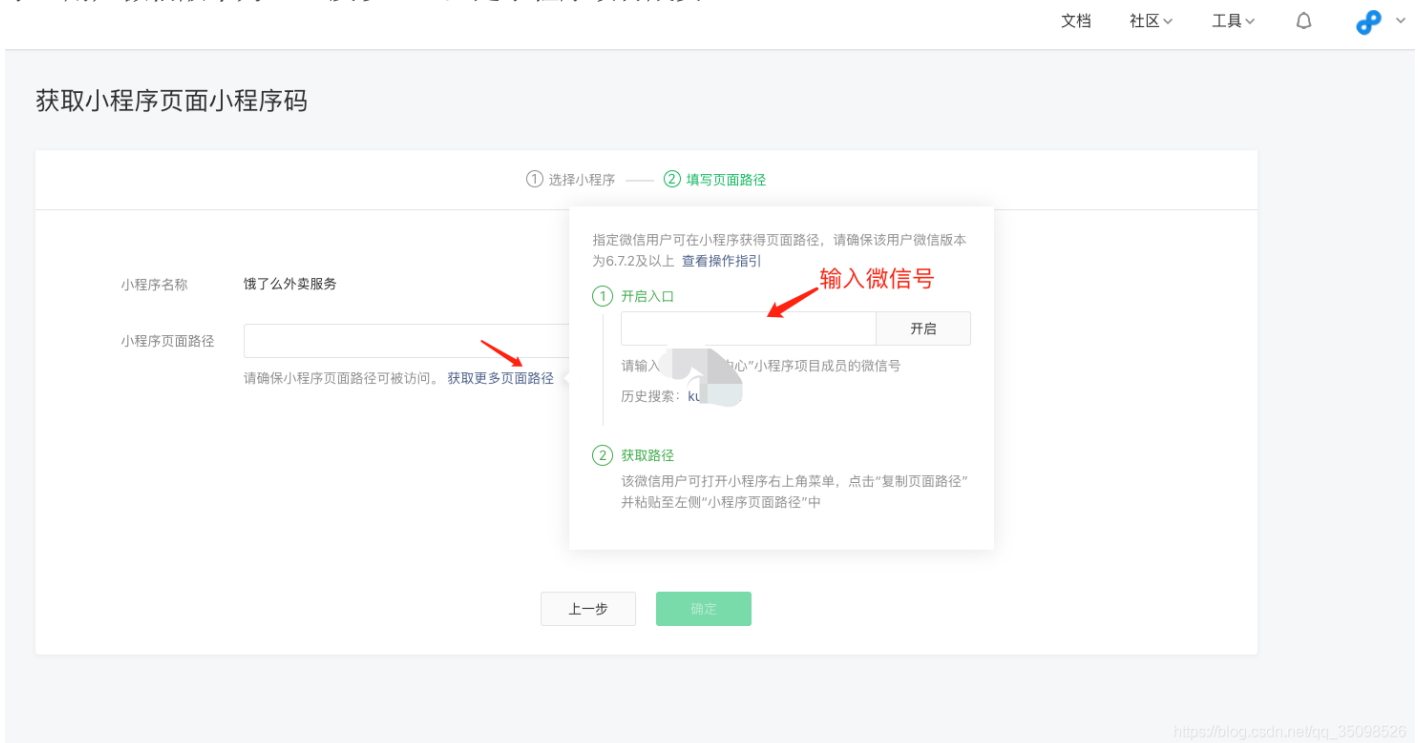 文档 社区 工具
获取小程序页面小程序码
① 选择小程序 —— ② 填写页面路径
指定微信用户可在小程序获得页面路径，请确保该用户微信版本
为6.7.2及以上 查看操作指引
输入微信号
小程序名称 饿了么外卖服务
① 开启入口
小程序页面路径
开启
请输入 中心”小程序项目成员的微信号
请确保小程序页面路径可被访问。 获取更多页面路径
历史搜索： ku
② 获取路径
该微信用户可打开小程序右上角菜单，点击“复制页面路径”
并粘贴至左侧“小程序页面路径”中
上一步 确定
https://blog.csdn.net/qq_35098526